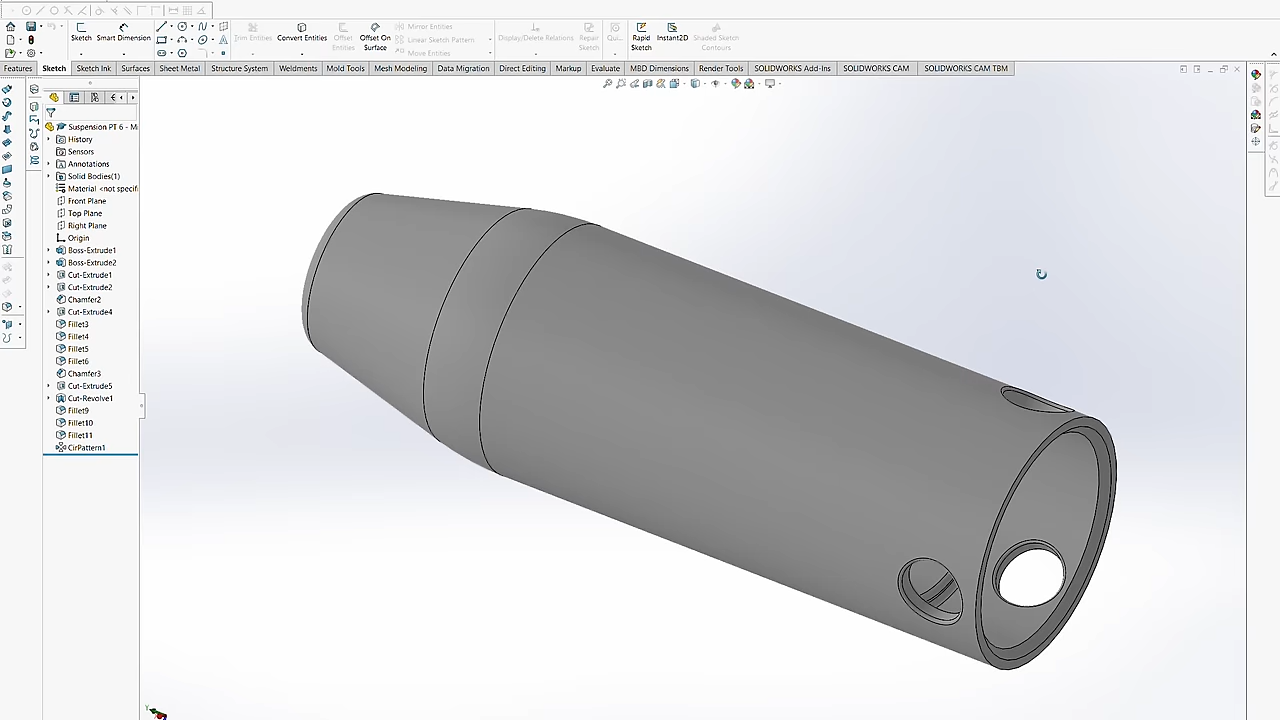 Sketch
Smart Dimension
Trim Entities
Convert Entities
Offset Entities
Offset On Surface
Mirror Entities
Linear Sketch Pattern
Move Entities
Display/Delete Relations
Repair Sketch
Qui...
Rapid Sketch
Instant2D
Shaded Sketch Contours
Features Sketch Sketch Ink Surfaces Sheet Metal Structure System Weldments Mold Tools Mesh Modeling Data Migration Direct Editing Markup Evaluate MBD Dimensions Render Tools SOLIDWORKS Add-Ins SOLIDWORKS CAM SOLIDWORKS CAM TBM
Suspension PT 6 - M
History
Sensors
Annotations
Solid Bodies(1)
Material <not specifi
Front Plane
Top Plane
Right Plane
Origin
Boss-Extrude1
Boss-Extrude2
Cut-Extrude1
Cut-Extrude2
Chamfer2
Cut-Extrude4
Fillet3
Fillet4
Fillet5
Fillet6
Chamfer3
Cut-Extrude5
Cut-Revolve1
Fillet9
Fillet10
Fillet11
CirPattern1
Y